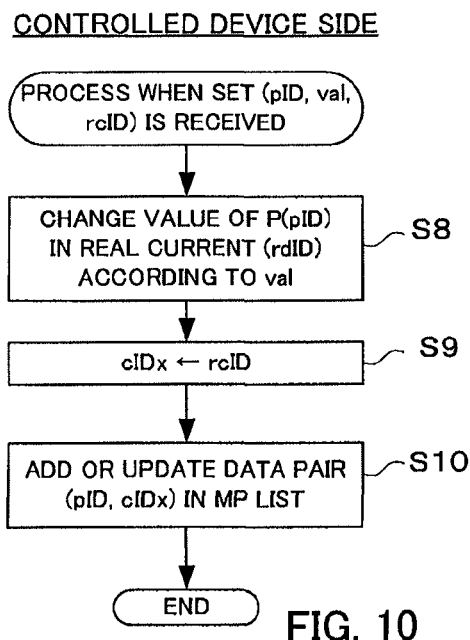 CONTROLLED DEVICE SIDE
PROCESS WHEN SET (pID, val,
rcID) IS RECEIVED
CHANGE VALUE OF P(pID)
IN REAL CURRENT (rdID)
ACCORDING TO val
S8
cIDx ← rcID
S9
ADD OR UPDATE DATA PAIR
(pID, cIDx) IN MP LIST
S10
END
FIG. 10